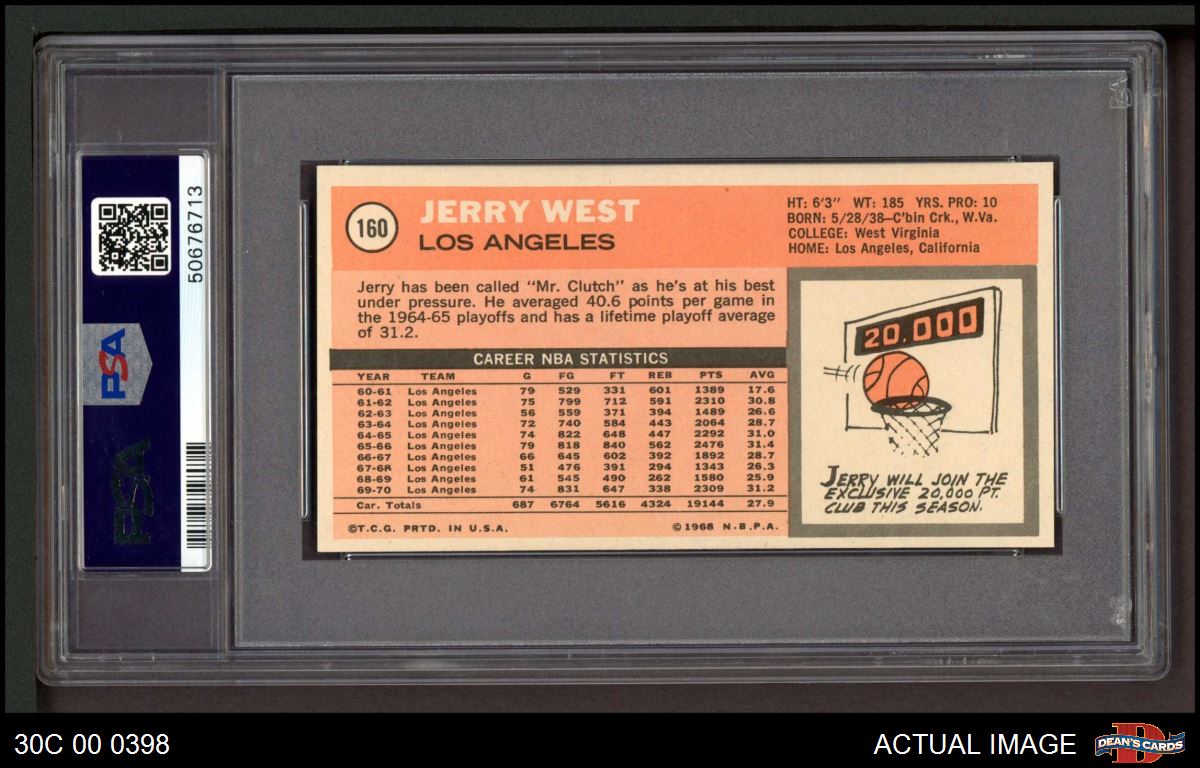 50676713
PSA
PSA
160
JERRY WEST
LOS ANGELES
HT: 6'3" WT: 185 YRS. PRO: 10
BORN: 5/28/38—C'bin Crk., W.Va.
COLLEGE: West Virginia
HOME: Los Angeles, California
Jerry has been called "Mr. Clutch" as he's at his best
under pressure. He averaged 40.6 points per game in
the 1964-65 playoffs and has a lifetime playoff average
of 31.2.
CAREER NBA STATISTICS
YEAR TEAM G FG FT REB PTS AVG
60-61 Los Angeles 79 529 331 601 1389 17.6
61-62 Los Angeles 75 799 712 591 2310 30.8
62-63 Los Angeles 56 559 371 394 1489 26.6
63-64 Los Angeles 72 740 584 443 2064 28.7
64-65 Los Angeles 74 822 648 447 2292 31.0
65-66 Los Angeles 79 818 840 562 2476 31.4
66-67 Los Angeles 66 645 602 392 1892 28.7
67-68 Los Angeles 51 476 391 294 1343 26.3
68-69 Los Angeles 61 545 490 262 1580 25.9
69-70 Los Angeles 74 831 647 338 2309 31.2
Car. Totals 687 6764 5616 4324 19144 27.9
©T.C.G. PRTD. IN U.S.A. ©1968 N.B.P.A.
20,000
JERRY WILL JOIN THE
EXCLUSIVE 20,000 PT.
CLUB THIS SEASON.
30C 00 0398
ACTUAL IMAGE
D
DEAN'S CARDS